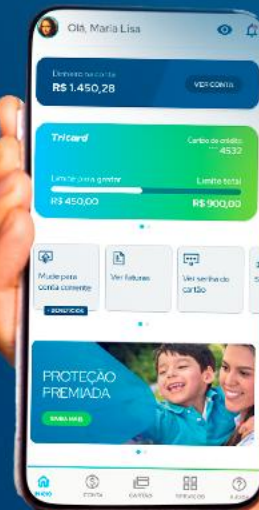 Olá, Maria Lisa
Dinheiro na conta
R$ 1.450,28
VER CONTA
Tricard
Cartão de crédito
4532
Limite para gastar
Limite total
R$ 450,00
R$ 900,00
Mude para
conta corrente
+ BENEFÍCIOS
Ver faturas
Ver senha do
cartão
PROTEÇÃO
PREMIADA
SAIBA MAIS
INÍCIO
CONTA
CARTÃO
SERVIÇOS
AJUDA